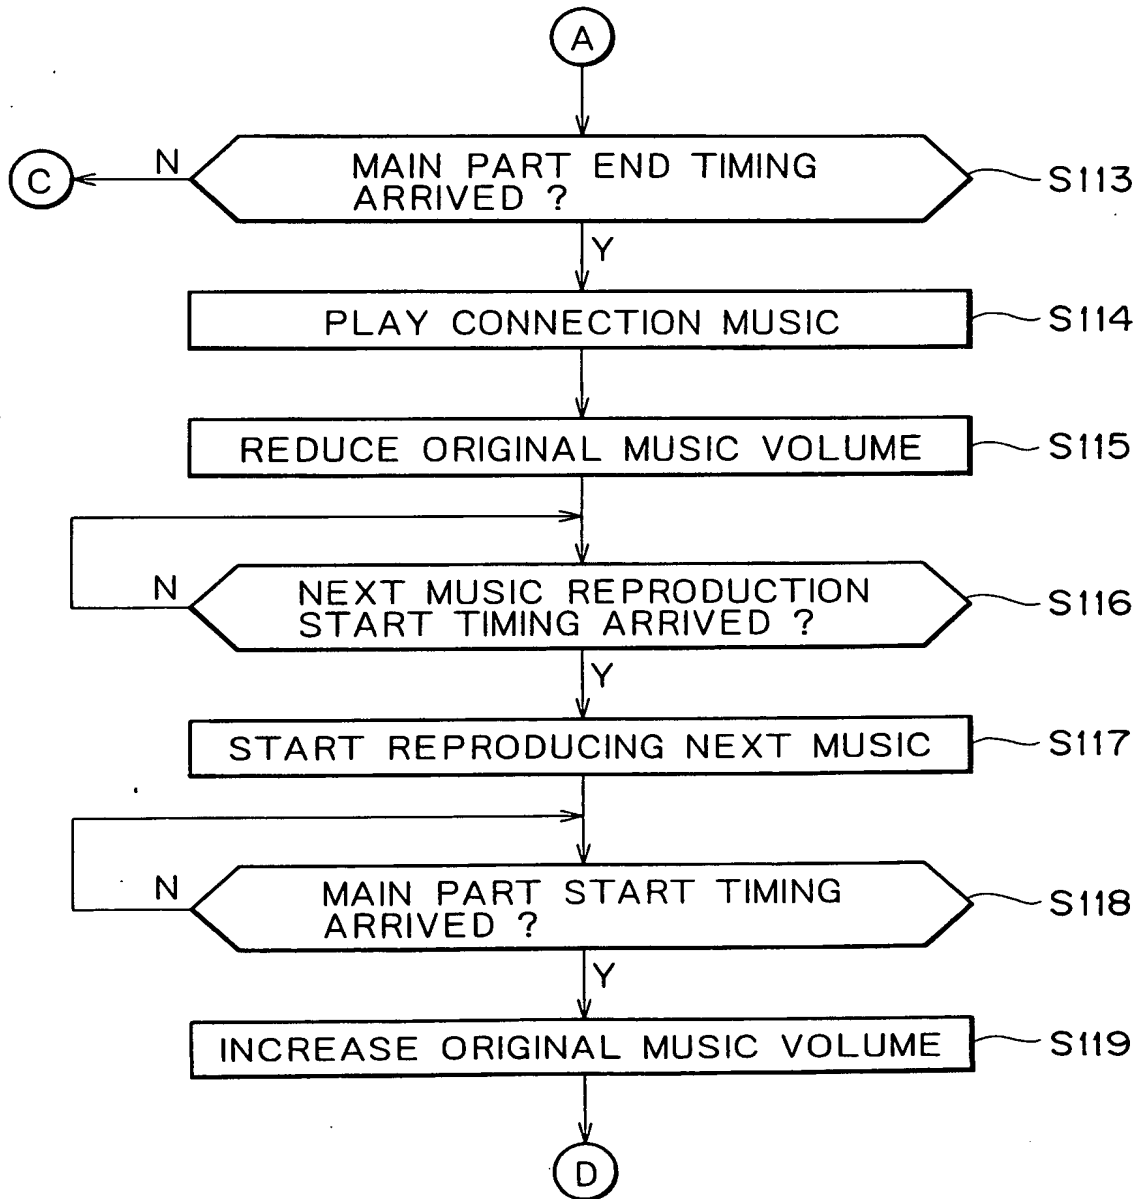 A
MAIN PART END TIMING
ARRIVED ?
N
C
S113
Y
PLAY CONNECTION MUSIC
S114
REDUCE ORIGINAL MUSIC VOLUME
S115
NEXT MUSIC REPRODUCTION
START TIMING ARRIVED ?
N
S116
Y
START REPRODUCING NEXT MUSIC
S117
MAIN PART START TIMING
ARRIVED ?
N
S118
Y
INCREASE ORIGINAL MUSIC VOLUME
S119
D